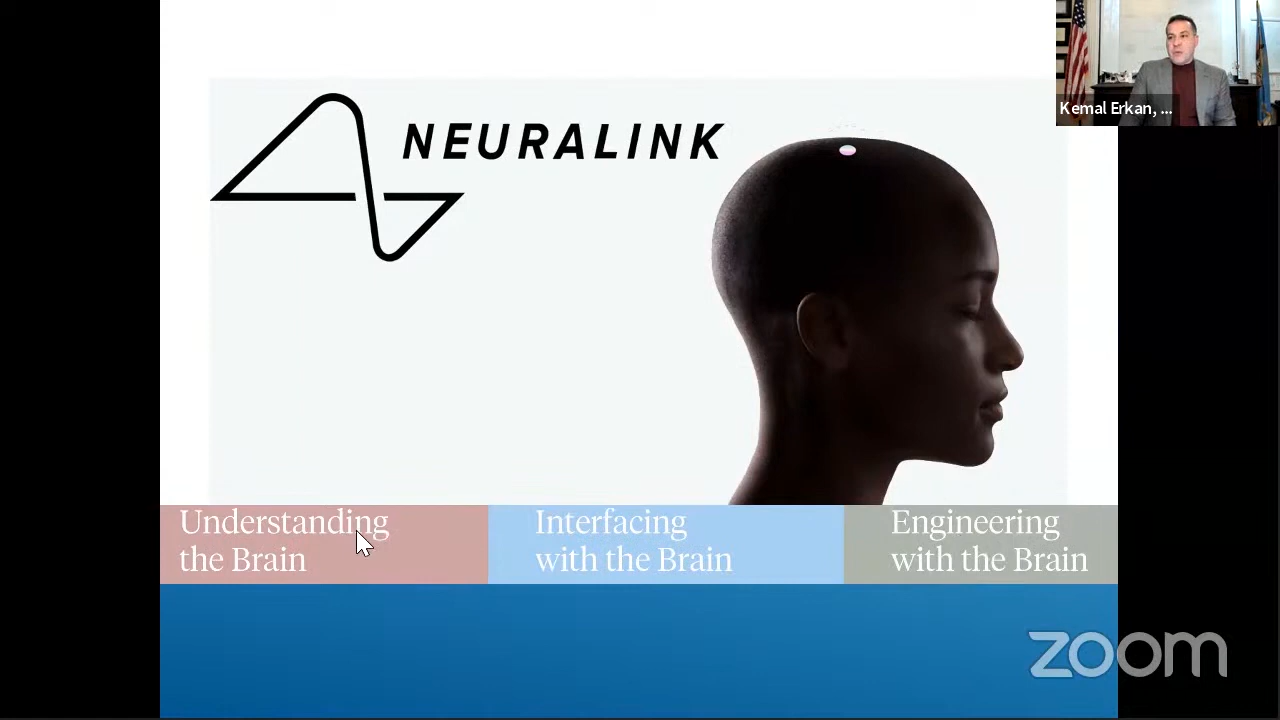 NEURALINK
Kemal Erkan, ...
Understanding
the Brain
Interfacing
with the Brain
Engineering
with the Brain
zoom